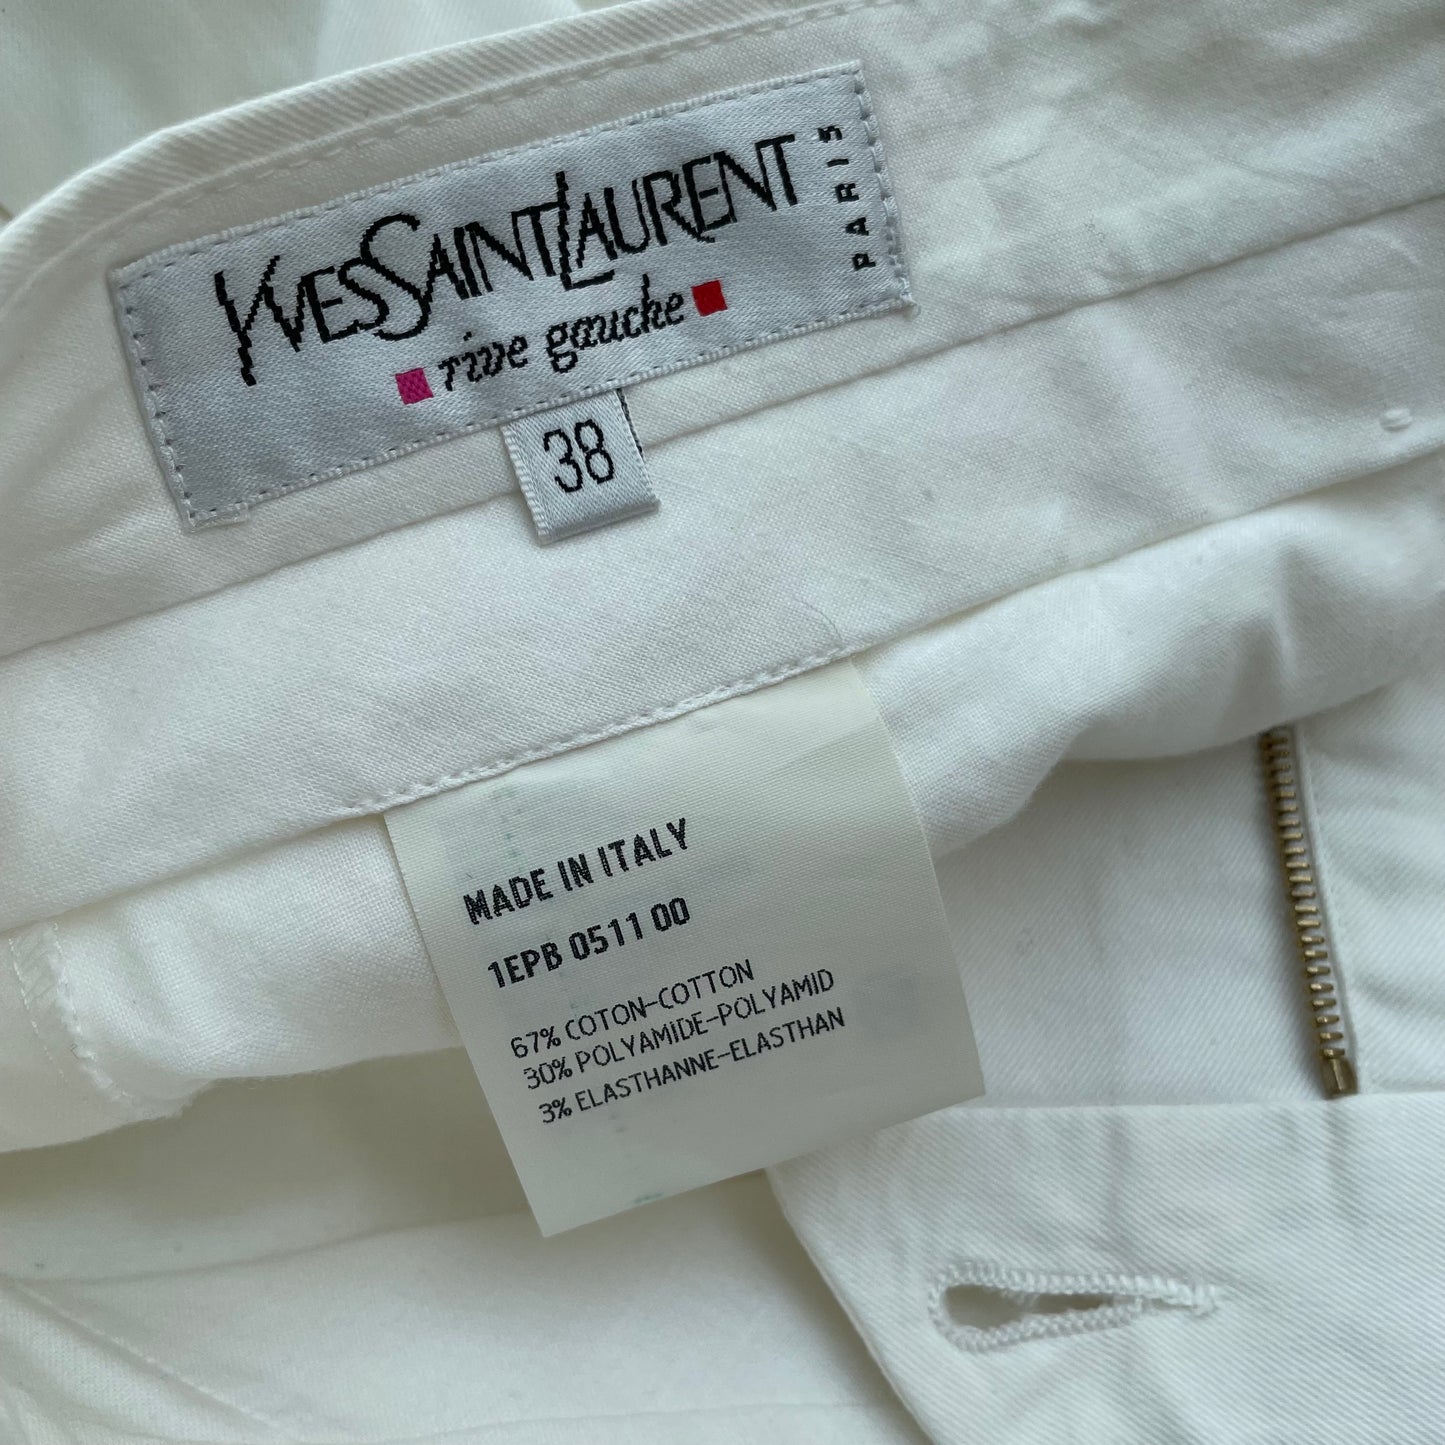 YVESSAINTLAURENT
PARIS
rive gauche
38
MADE IN ITALY
1EPB 0511 00
67% COTON-COTTON
30% POLYAMIDE-POLYAMID
3% ELASTHANNE-ELASTHAN